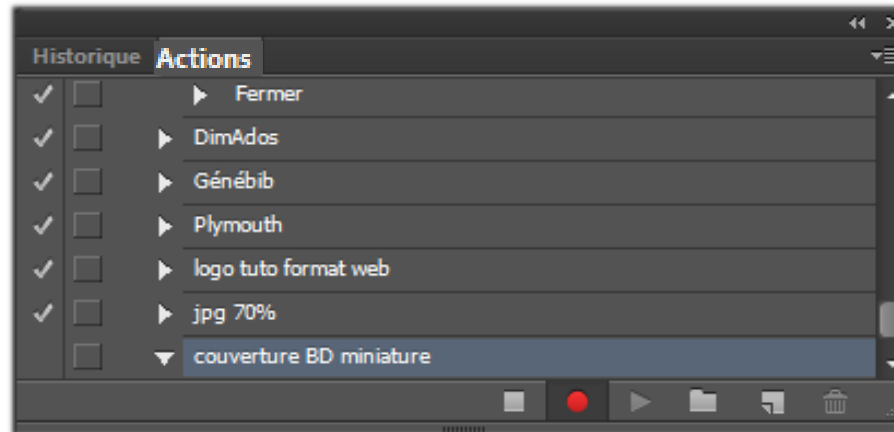 Historique Actions
Fermer
DimAdos
Génébib
Plymouth
logo tuto format web
jpg 70%
couverture BD miniature